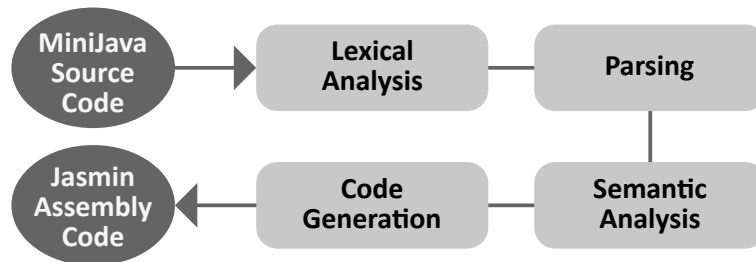 MiniJava
Source
Code
Lexical
Analysis
Parsing
Jasmin
Assembly
Code
Code
Generation
Semantic
Analysis